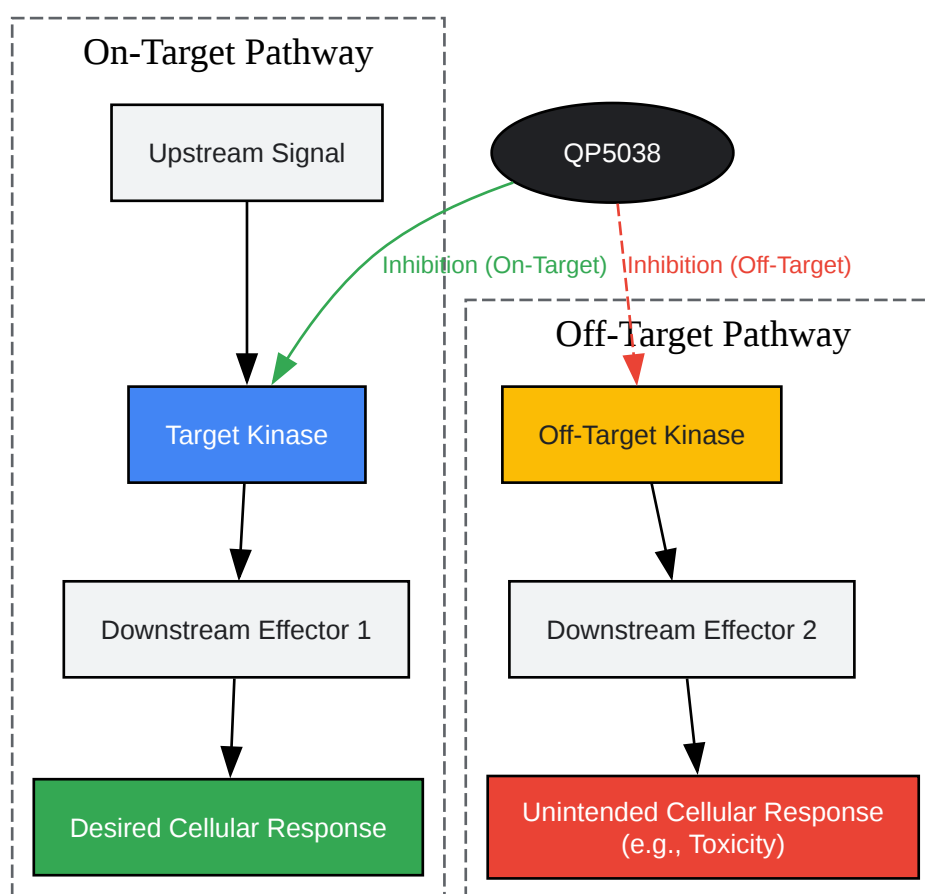 On-Target Pathway
Upstream Signal
QP5038
Inhibition (On-Target)
Inhibition (Off-Target)
Off-Target Pathway
Target Kinase
Off-Target Kinase
Downstream Effector 1
Downstream Effector 2
Desired Cellular Response
Unintended Cellular Response
(e.g., Toxicity)